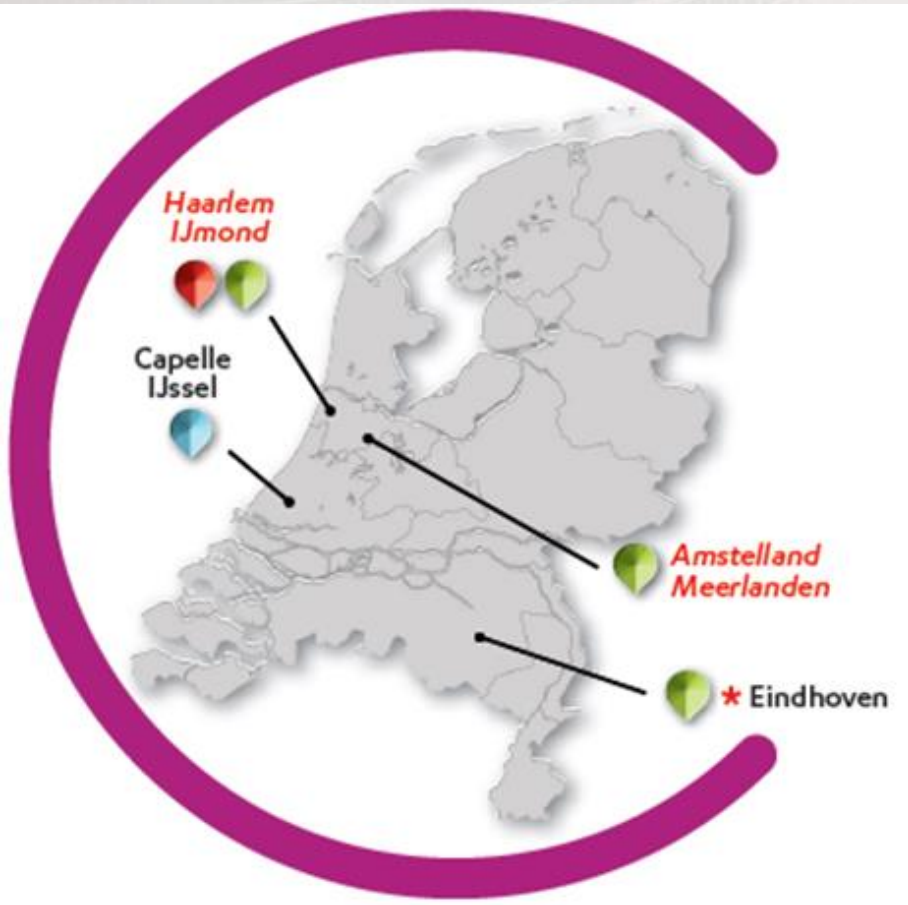 Haarlem
IJmond
Capelle
IJssel
Amstelland
Meerlanden
* Eindhoven